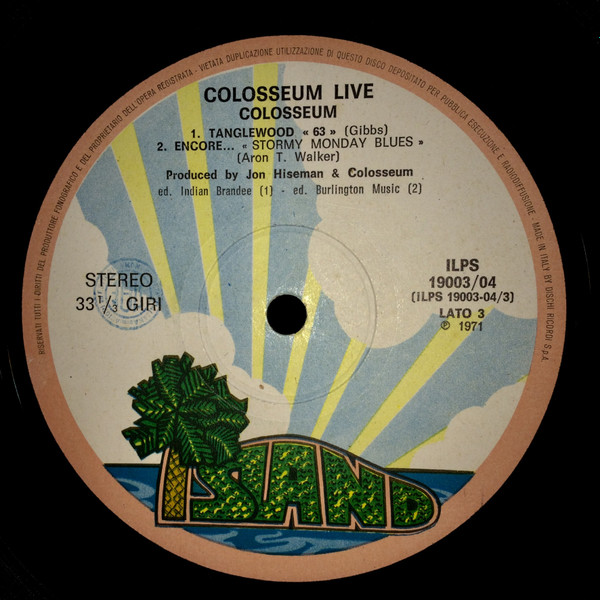 RISERVATI TUTTI I DIRITTI DEL PRODUTTORE FONOGRAFICO E DEL PROPRIETARIO DELL'OPERA REGISTRATA - VIETATA DUPLICAZIONE UTILIZZAZIONE DI QUESTO DISCO DEPOSITATO PER PUBBLICA ESECUZIONE E RADIODIFFUSIONE. MADE IN ITALY BY DISCHI RICORDI S.p.A.
COLOSSEUM LIVE
COLOSSEUM
1. TANGLEWOOD « 63 » (Gibbs)
2. ENCORE... « STORMY MONDAY BLUES »
(Aron T. Walker)
Produced by Jon Hiseman & Colosseum
ed. Indian Brandee (1) - ed. Burlington Music (2)
STEREO
33 1/3 GIRI
ILPS
19003/04
(ILPS 19003-04/3)
LATO 3
℗ 1971
ISLAND